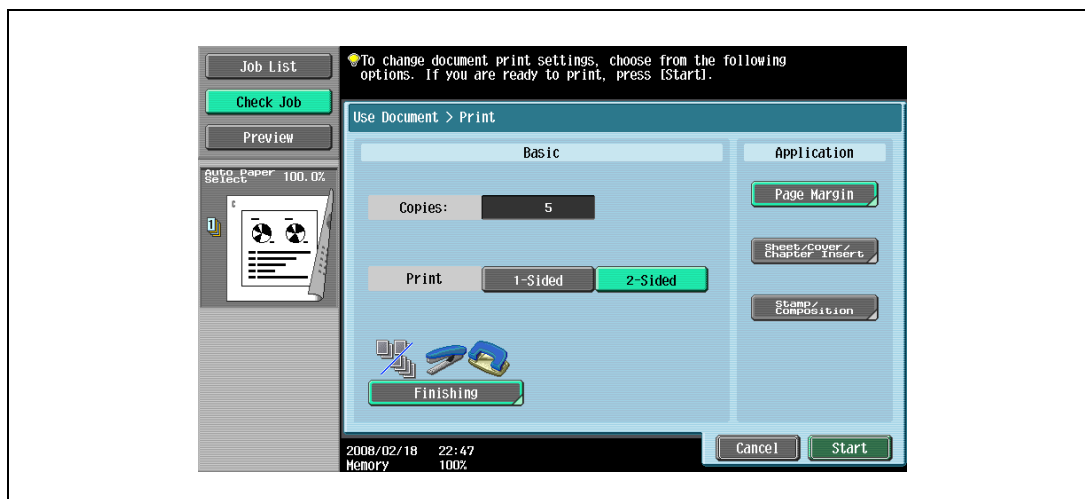 Job List
Check Job
Preview
Auto Paper
Select
100.0%
1
To change document print settings, choose from the following
options. If you are ready to print, press [Start].
Use Document > Print
Basic
Copies:
5
Print
1-Sided
2-Sided
Finishing
Application
Page Margin
Sheet/Cover/
Chapter Insert
Stamp/
Composition
2008/02/18 22:47
Memory 100%
Cancel
Start